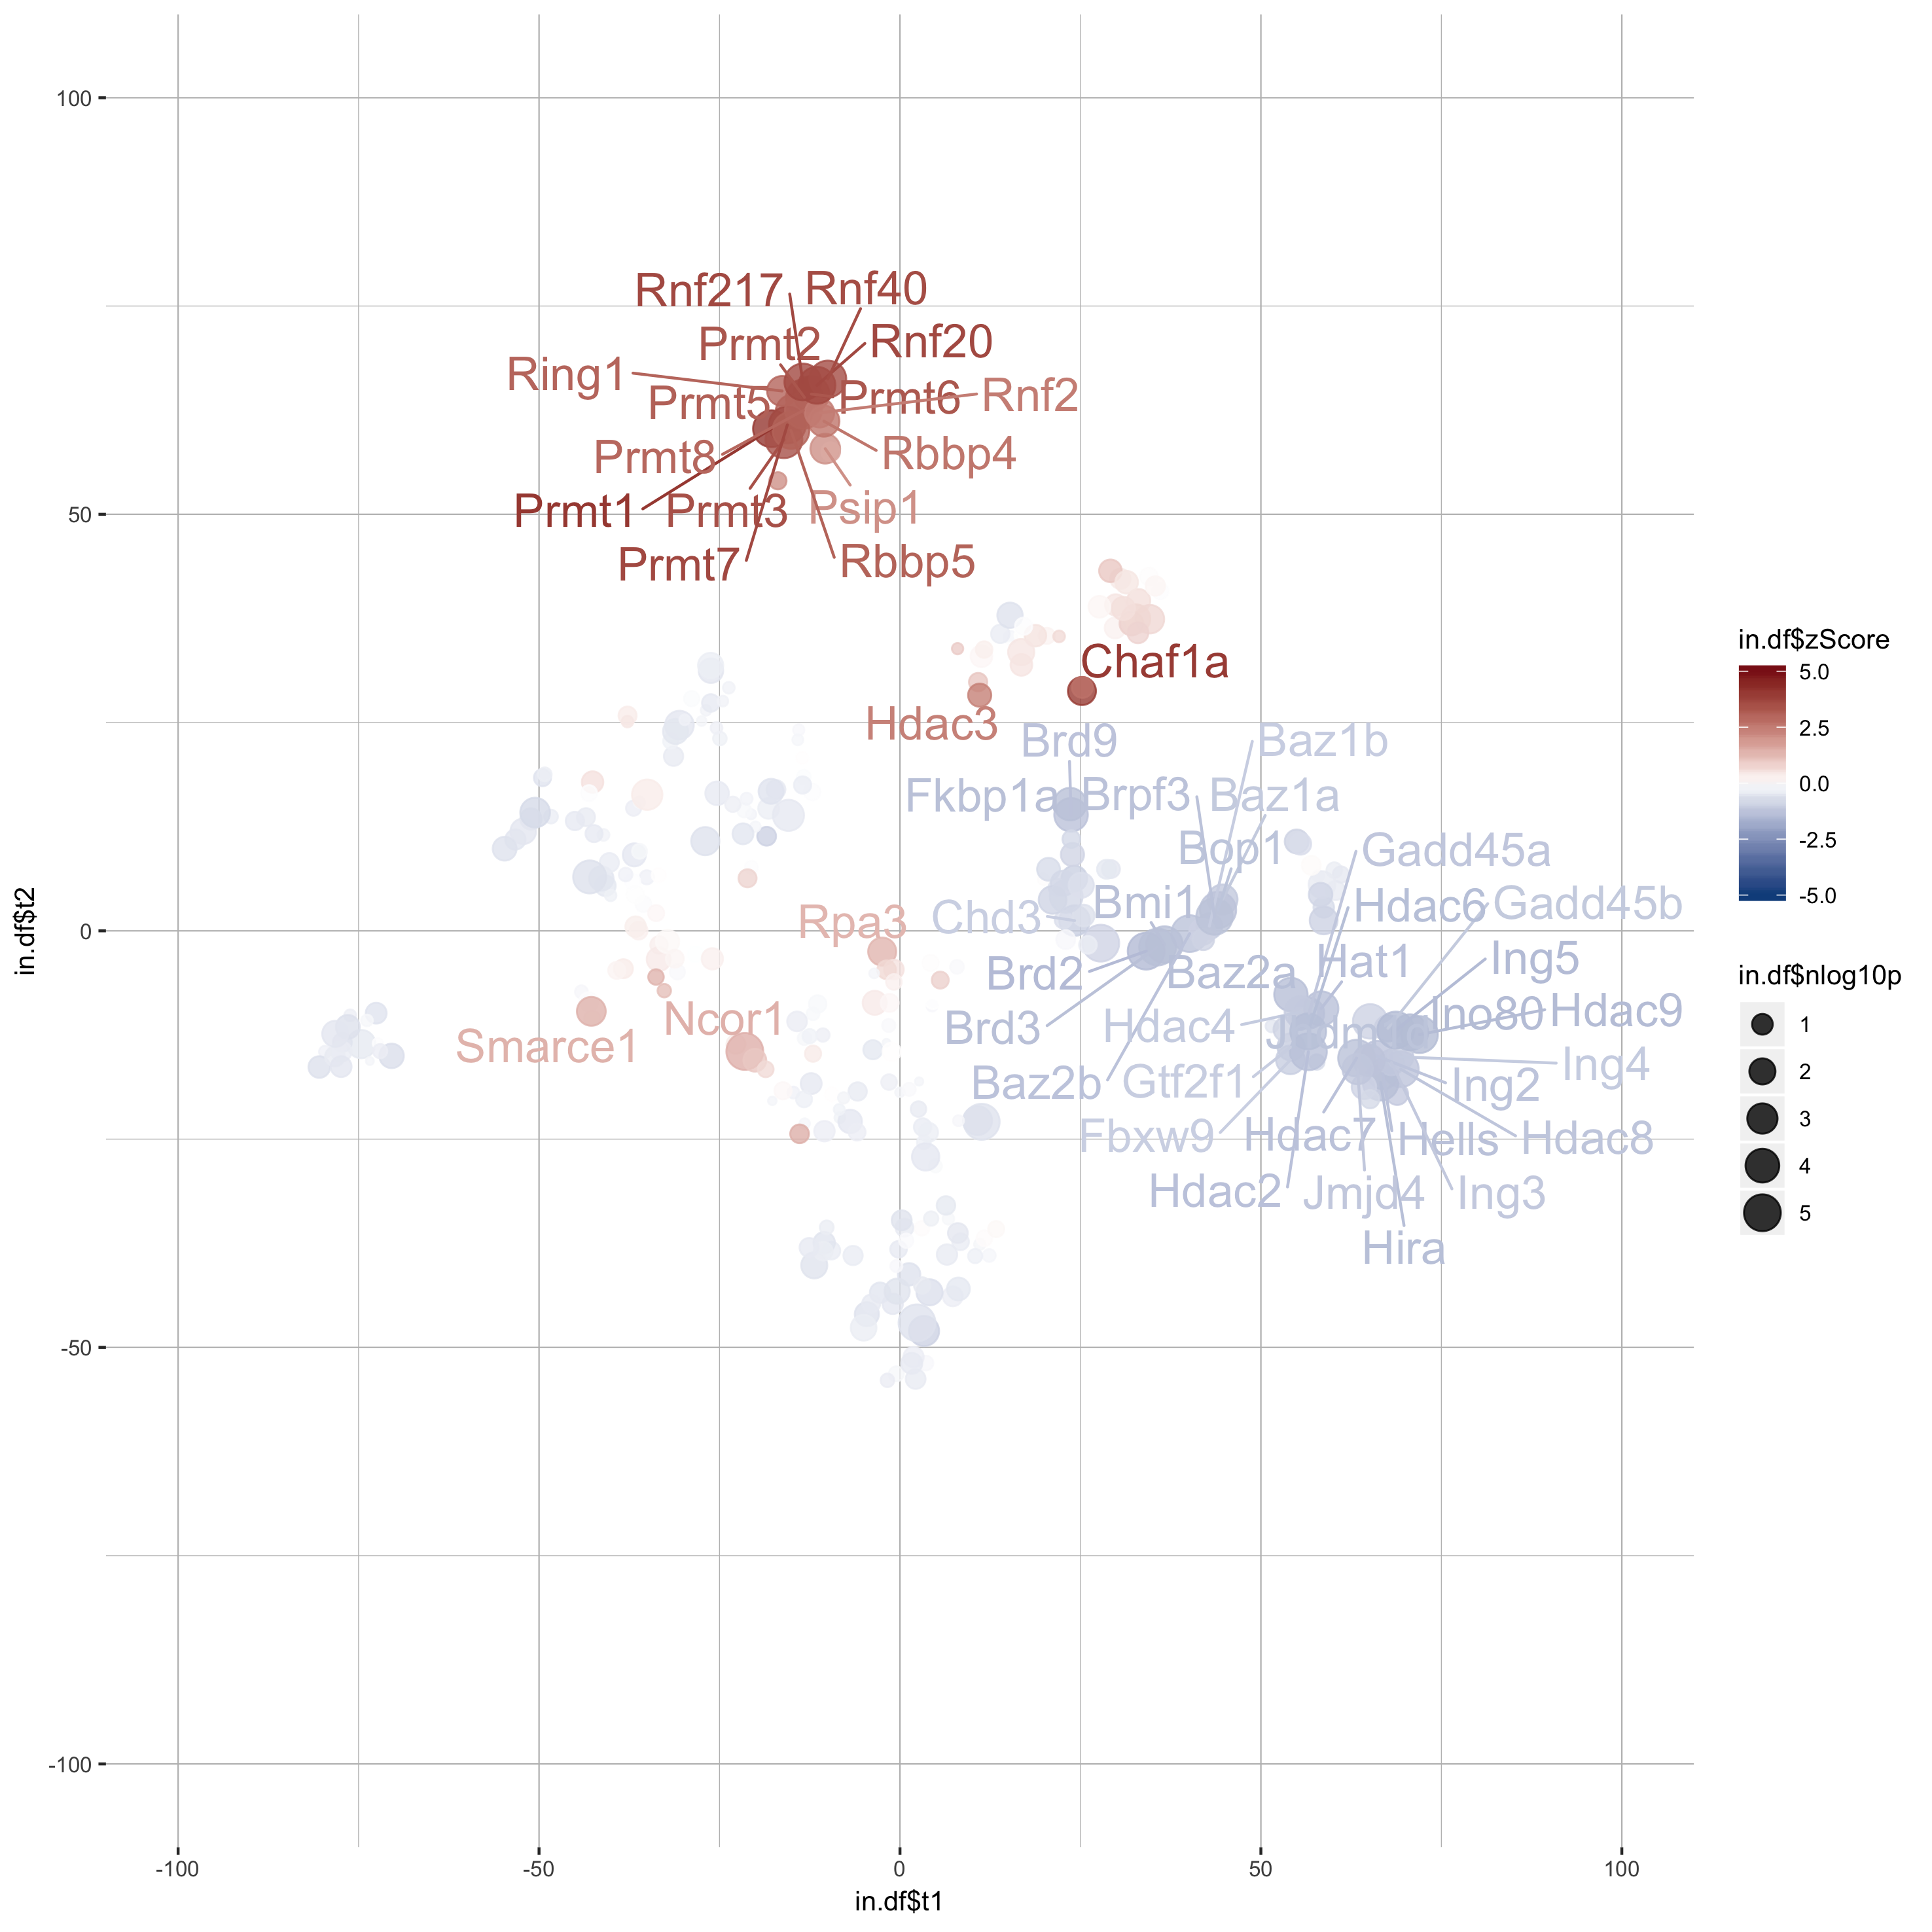 100
50
0
-50
-100
in.df$t2
-100
-50
0
50
100
in.df$t1
Rnf217
Rnf40
Prmt2
Rnf20
Ring1
Prmt5
Prmt6
Rnf2
Prmt8
Rbbp4
Prmt1
Prmt3
Psip1
Prmt7
Rbbp5
Chaf1a
Hdac3
Brd9
Baz1b
Fkbp1a
Brpf3
Baz1a
Bop1
Gadd45a
Bmi1
Hdac6
Gadd45b
Chd3
Rpa3
Brd2
Baz2a
Hat1
Ing5
Ncor1
Smarce1
Brd3
Hdac4
Ino80
Hdac9
Baz2b
Gtf2f1
Ing2
Ing4
Fbxw9
Hdac7
Hells
Hdac8
Hdac2
Jmjd4
Ing3
Hira
in.df$zScore
5.0
2.5
0.0
-2.5
-5.0
in.df$nlog10p
1
2
3
4
5